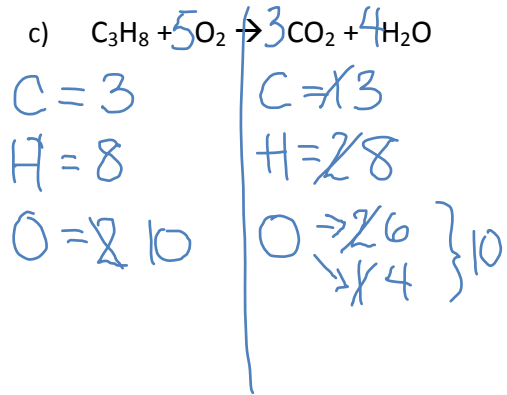 c) C₃H₈ + 5O₂ → 3CO₂ + 4H₂O
C = 3
C = 1 3
H = 8
H = 2 8
O = 2 10
O → 2 6
→ 1 4
} 10